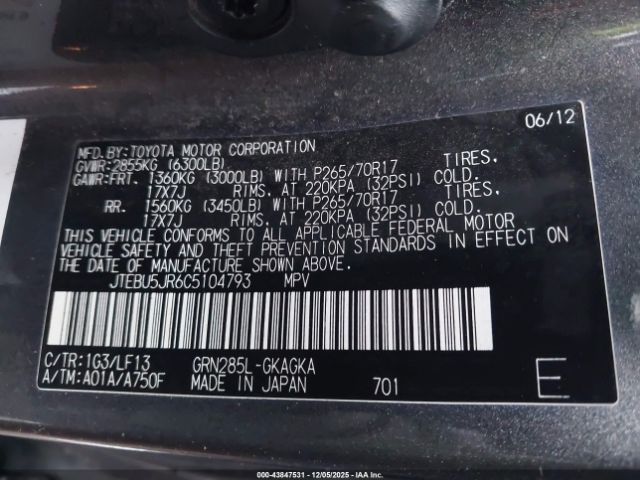 06/12
MFD.BY:TOYOTA MOTOR CORPORATION
GVWR:2855KG (6300LB)
GAWR:FRT. 1360KG (3000LB) WITH P265/70R17 TIRES,
17X7J RIMS, AT 220KPA (32PSI) COLD.
RR. 1560KG (3450LB) WITH P265/70R17 TIRES,
17X7J RIMS, AT 220KPA (32PSI) COLD.
THIS VEHICLE CONFORMS TO ALL APPLICABLE FEDERAL MOTOR
VEHICLE SAFETY AND THEFT PREVENTION STANDARDS IN EFFECT ON
THE DATE OF MANUFACTURE SHOWN ABOVE.
JTEBU5JR6C5104793 MPV
C/TR:1G3/LF13 GRN285L-GKAGKA
A/TM:A01A/A750F MADE IN JAPAN 701 E
000-43847531 - 12/05/2025 - IAAI.COM